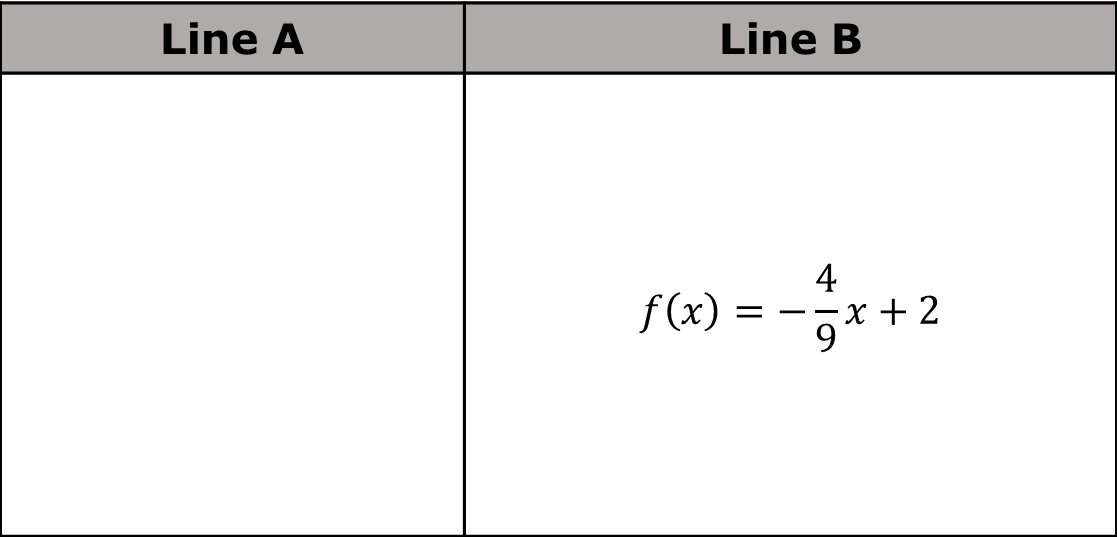 Line A
Line B
f(x) = −4/9x + 2